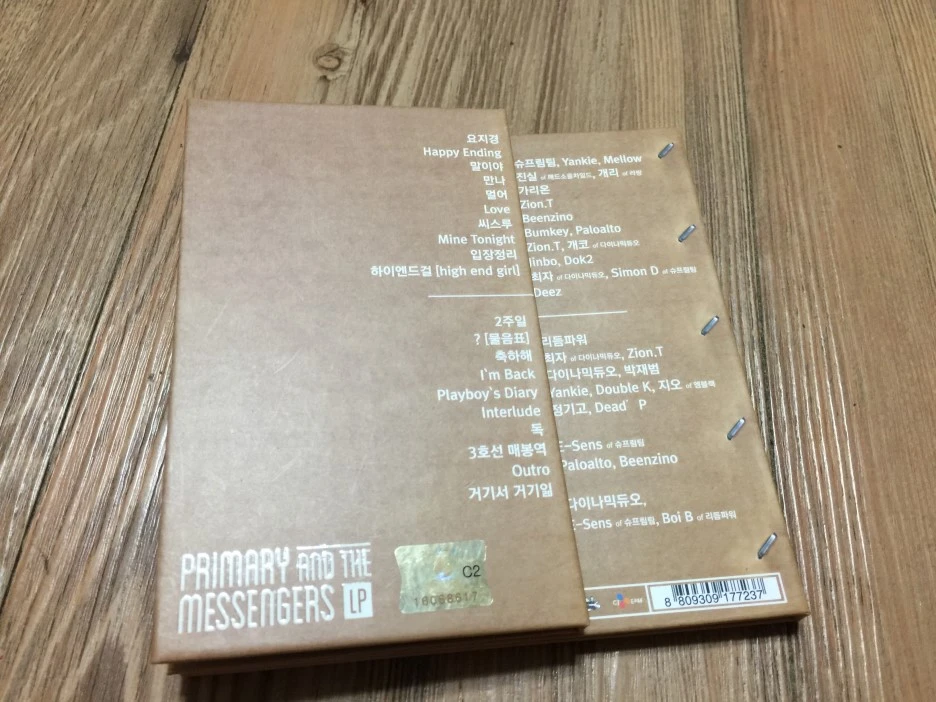 요지경
Happy Ending
말이야
만나
멀어
Love
씨스루
Mine Tonight
입장정리
하이엔드걸 [high end girl]
2주일
? [물음표]
축하해
I'm Back
Playboy's Diary
Interlude
독
3호선 매봉역
Outro
거기서 거기임
PRIMARY AND THE
MESSENGERS LP
C2
슈프림팀, Yankie, Mellow
진실 of 매드소울차일드, 개리 of 리쌍
가리온
Zion.T
Beenzino
Bumkey, Paloalto
Zion.T, 개코 of 다이나믹듀오
Jinbo, Dok2
최자 of 다이나믹듀오, Simon D of 슈프림팀
Deez
리듬파워
최자 of 다이나믹듀오, Zion.T
다이나믹듀오, 박재범
Yankie, Double K, 지오 of 엠블랙
정기고, Dead' P
E-Sens of 슈프림팀
Paloalto, Beenzino
다이나믹듀오,
E-Sens of 슈프림팀, Boi B of 리듬파워
8 809309 177237